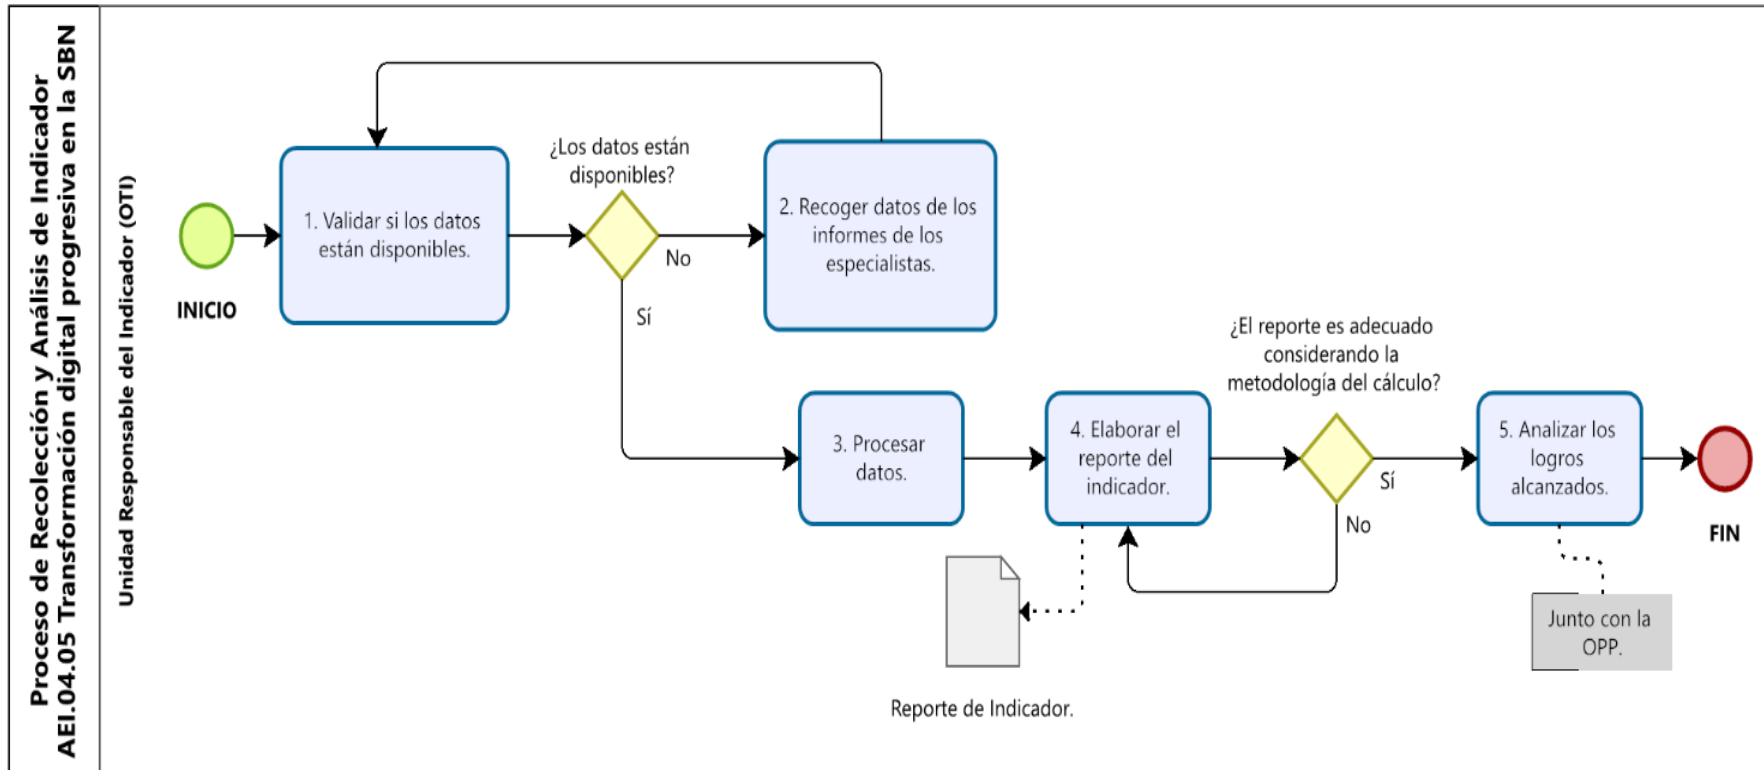 Proceso de Recolección y Análisis de Indicador
AEI.04.05 Transformación digital progresiva en la SBN
Unidad Responsable del Indicador (OTI)
INICIO
1. Validar si los datos
están disponibles.
¿Los datos están
disponibles?
No
Sí
2. Recoger datos de los
informes de los
especialistas.
3. Procesar
datos.
4. Elaborar el
reporte del
indicador.
Reporte de Indicador.
¿El reporte es adecuado
considerando la
metodología del cálculo?
Sí
No
5. Analizar los
logros
alcanzados.
Junto con la
OPP.
FIN